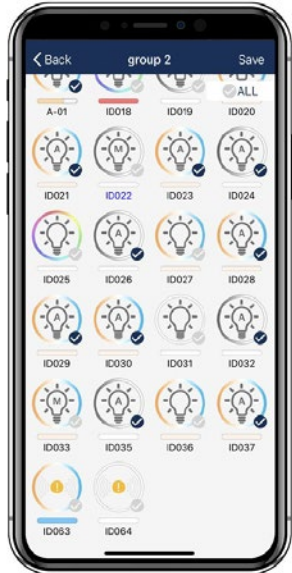 Back group 2 Save
ALL
A-01 ID018 ID019 ID020
A M A A
ID021 ID022 ID023 ID024
A A A
ID025 ID026 ID027 ID028
A A A
ID029 ID030 ID031 ID032
M A A A
ID033 ID035 ID036 ID037
! !
ID063 ID064